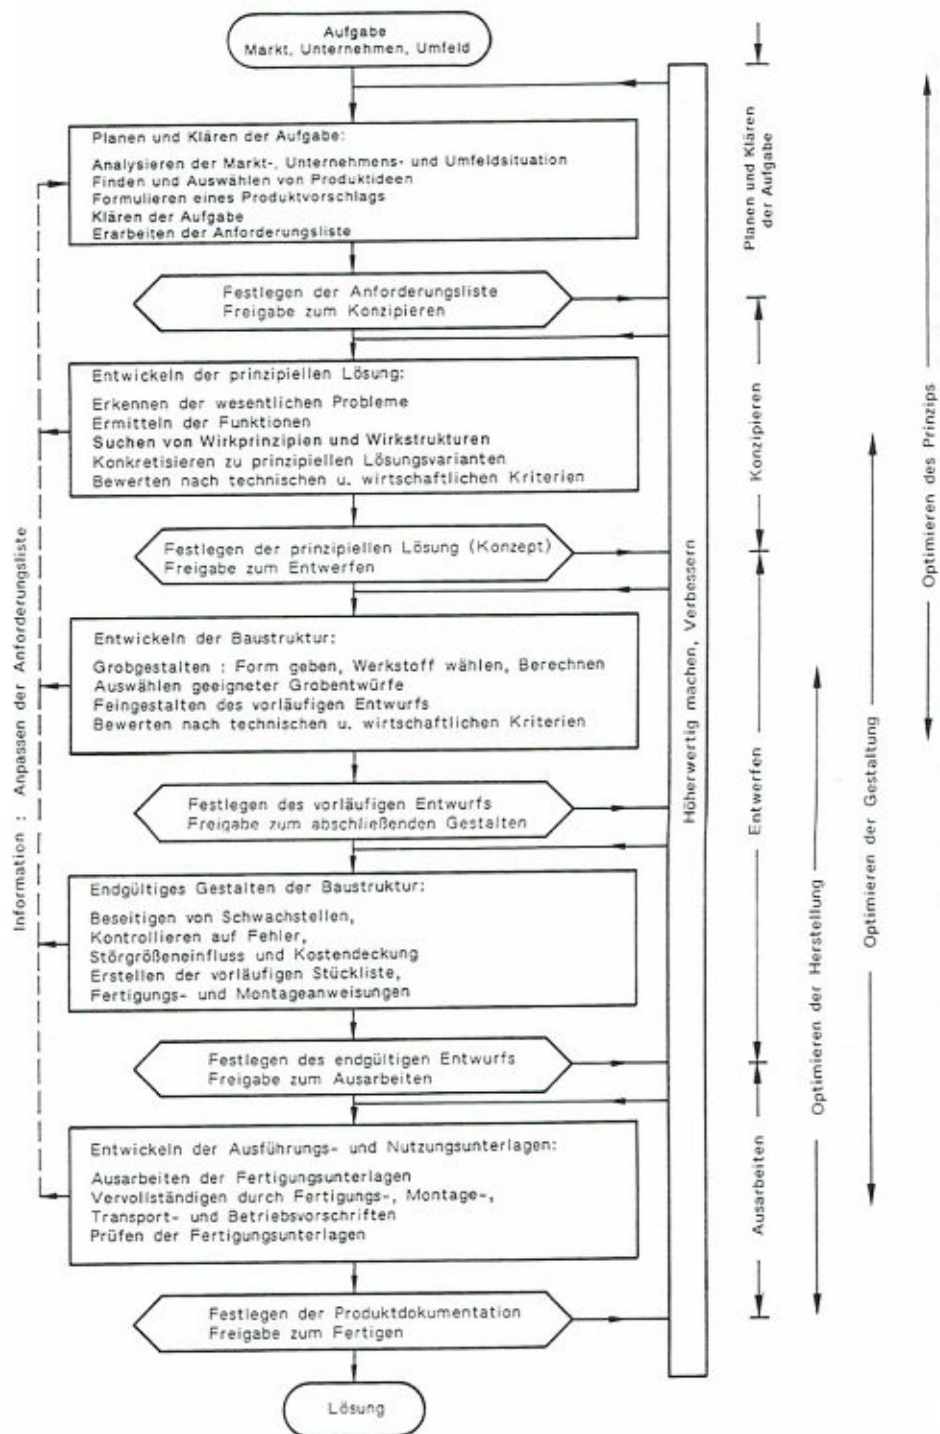 Aufgabe
Markt, Unternehmen, Umfeld
Planen und Klären der Aufgabe:
Analysieren der Markt-, Unternehmens- und Umfeldsituation
Finden und Auswählen von Produktideen
Formulieren eines Produktvorschlags
Klären der Aufgabe
Erarbeiten der Anforderungsliste
Festlegen der Anforderungsliste
Freigabe zum Konzipieren
Entwickeln der prinzipiellen Lösung:
Erkennen der wesentlichen Probleme
Ermitteln der Funktionen
Suchen von Wirkprinzipien und Wirkstrukturen
Konkretisieren zu prinzipiellen Lösungsvarianten
Bewerten nach technischen u. wirtschaftlichen Kriterien
Festlegen der prinzipiellen Lösung (Konzept)
Freigabe zum Entwerfen
Entwickeln der Baustruktur:
Grobgestalten : Form geben, Werkstoff wählen, Berechnen
Auswählen geeigneter Grobentwürfe
Feingestalten des vorläufigen Entwurfs
Bewerten nach technischen u. wirtschaftlichen Kriterien
Festlegen des vorläufigen Entwurfs
Freigabe zum abschließenden Gestalten
Endgültiges Gestalten der Baustruktur:
Beseitigen von Schwachstellen,
Kontrollieren auf Fehler,
Störgrößeneinfluss und Kostendeckung
Erstellen der vorläufigen Stückliste,
Fertigungs- und Montageanweisungen
Festlegen des endgültigen Entwurfs
Freigabe zum Ausarbeiten
Entwickeln der Ausführungs- und Nutzungsunterlagen:
Ausarbeiten der Fertigungsunterlagen
Vervollständigen durch Fertigungs-, Montage-,
Transport- und Betriebsvorschriften
Prüfen der Fertigungsunterlagen
Festlegen der Produktdokumentation
Freigabe zum Fertigen
Lösung
Information : Anpassen der Anforderungsliste
Höherwertig machen, Verbessern
Planen und Klären
der Aufgabe
Konzipieren
Entwerfen
Ausarbeiten
Optimieren der Herstellung
Optimieren der Gestaltung
Optimieren des Prinzips